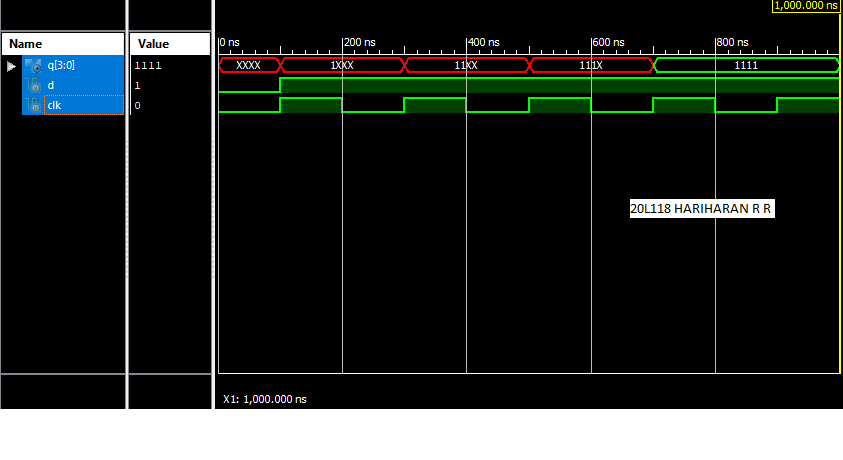 1,000.000 ns
Name Value
0 ns 200 ns 400 ns 600 ns 800 ns
q[3:0] 1111 XXXX 1XXX 11XX 111X 1111
d 1
clk 0
20L118 HARIHARAN R R
X1: 1,000.000 ns